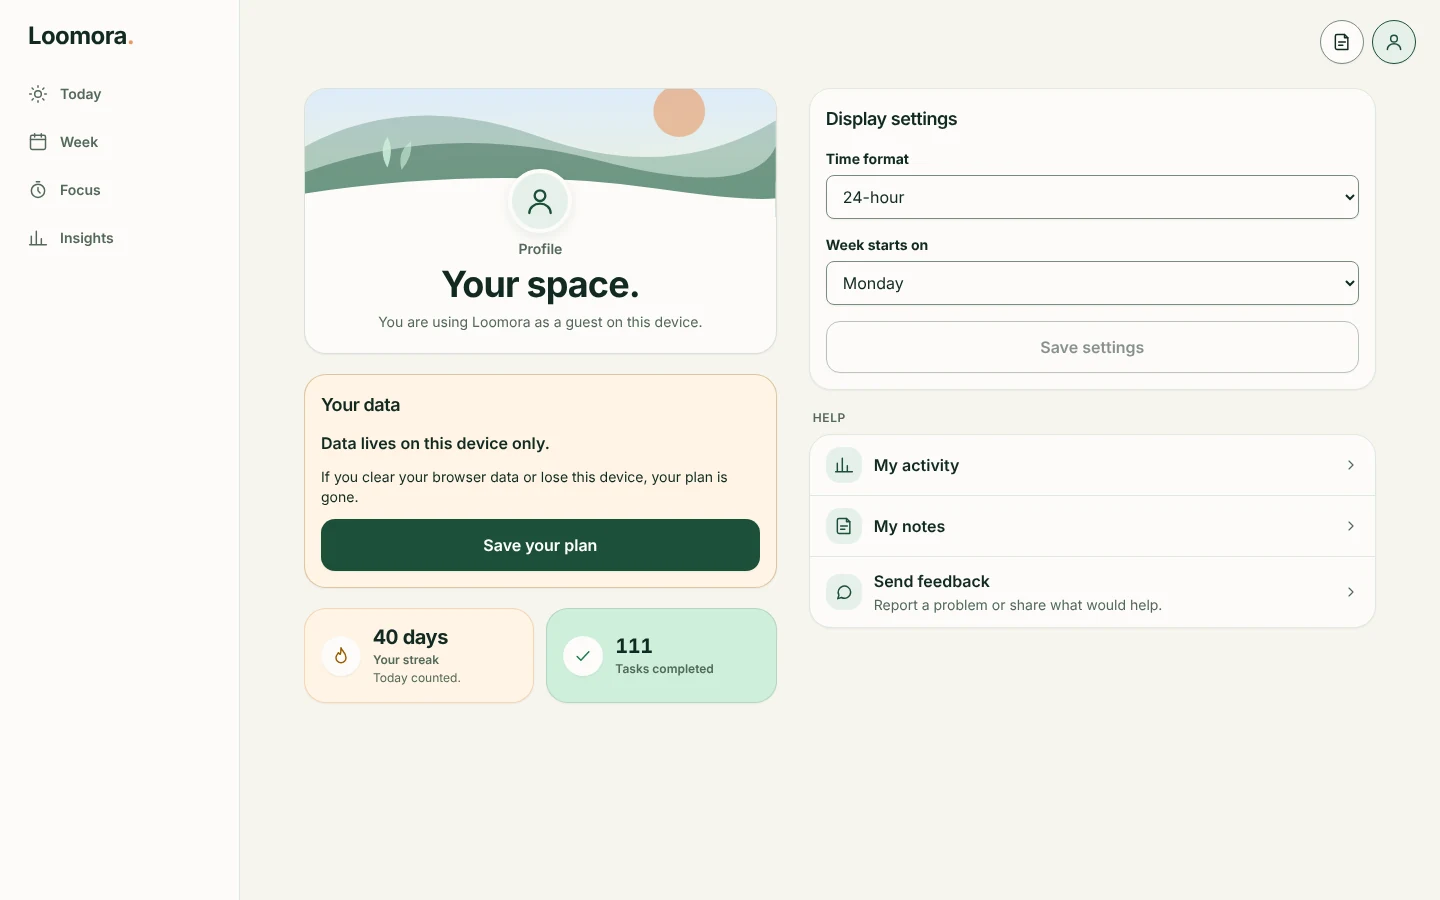 Loomora.
Today
Week
Focus
Insights
Profile
Your space.
You are using Loomora as a guest on this device.
Your data
Data lives on this device only.
If you clear your browser data or lose this device, your plan is
gone.
Save your plan
40 days
Your streak
Today counted.
111
Tasks completed
Display settings
Time format
24-hour
Week starts on
Monday
Save settings
HELP
My activity
My notes
Send feedback
Report a problem or share what would help.